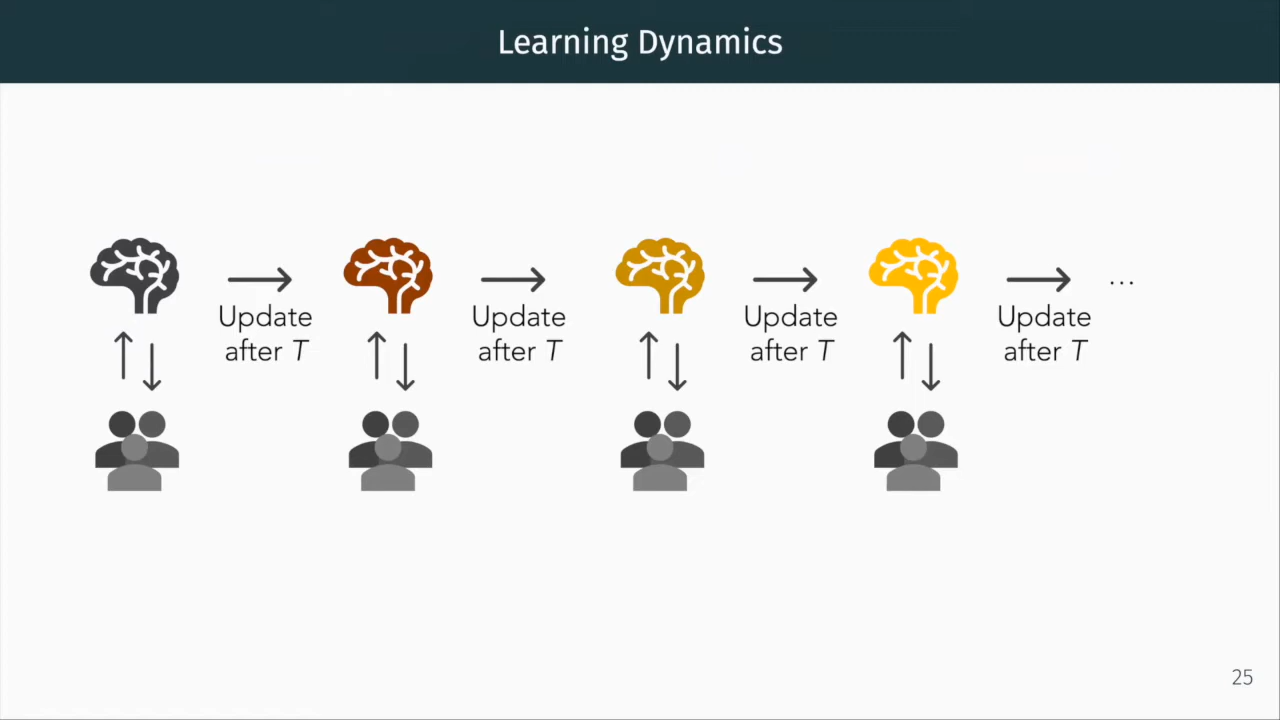 Learning Dynamics
Update
after T
Update
after T
Update
after T
Update
after T
...
25